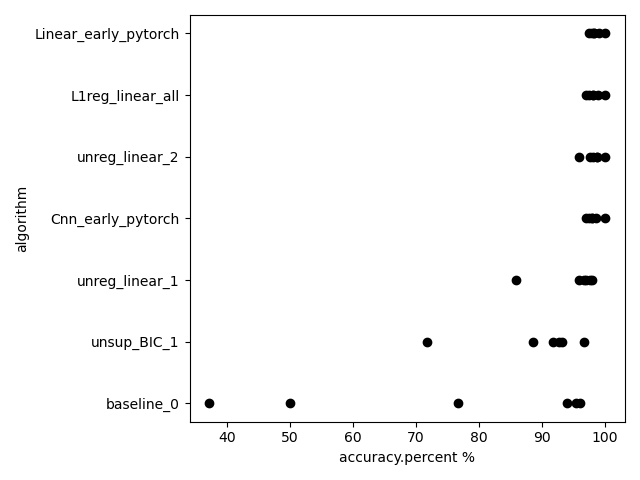 Linear_early_pytorch
L1reg_linear_all
unreg_linear_2
Cnn_early_pytorch
unreg_linear_1
unsup_BIC_1
baseline_0
algorithm
40 50 60 70 80 90 100
accuracy.percent %